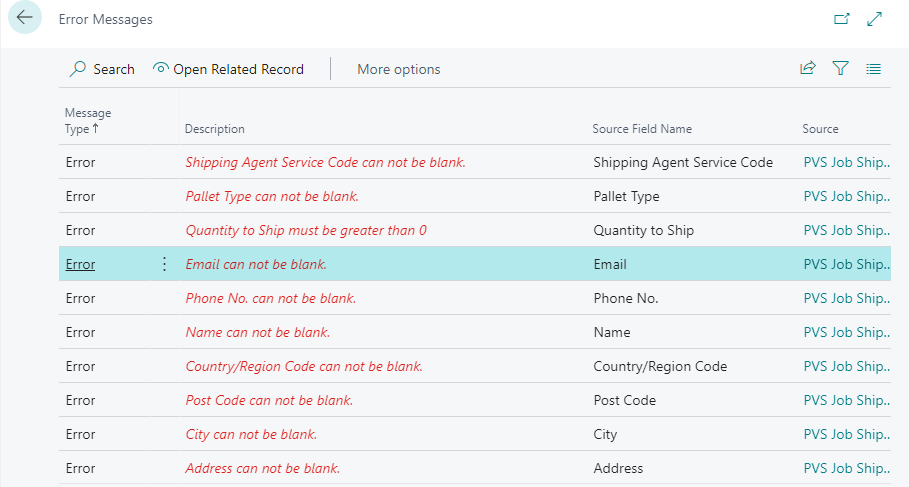 Error Messages
Search Open Related Record More options
Message
Type↑ Description Source Field Name Source
Error Shipping Agent Service Code can not be blank. Shipping Agent Service Code PVS Job Ship..
Error Pallet Type can not be blank. Pallet Type PVS Job Ship..
Error Quantity to Ship must be greater than 0 Quantity to Ship PVS Job Ship..
Error Email can not be blank. Email PVS Job Ship..
Error Phone No. can not be blank. Phone No. PVS Job Ship..
Error Name can not be blank. Name PVS Job Ship..
Error Country/Region Code can not be blank. Country/Region Code PVS Job Ship..
Error Post Code can not be blank. Post Code PVS Job Ship..
Error City can not be blank. City PVS Job Ship..
Error Address can not be blank. Address PVS Job Ship..